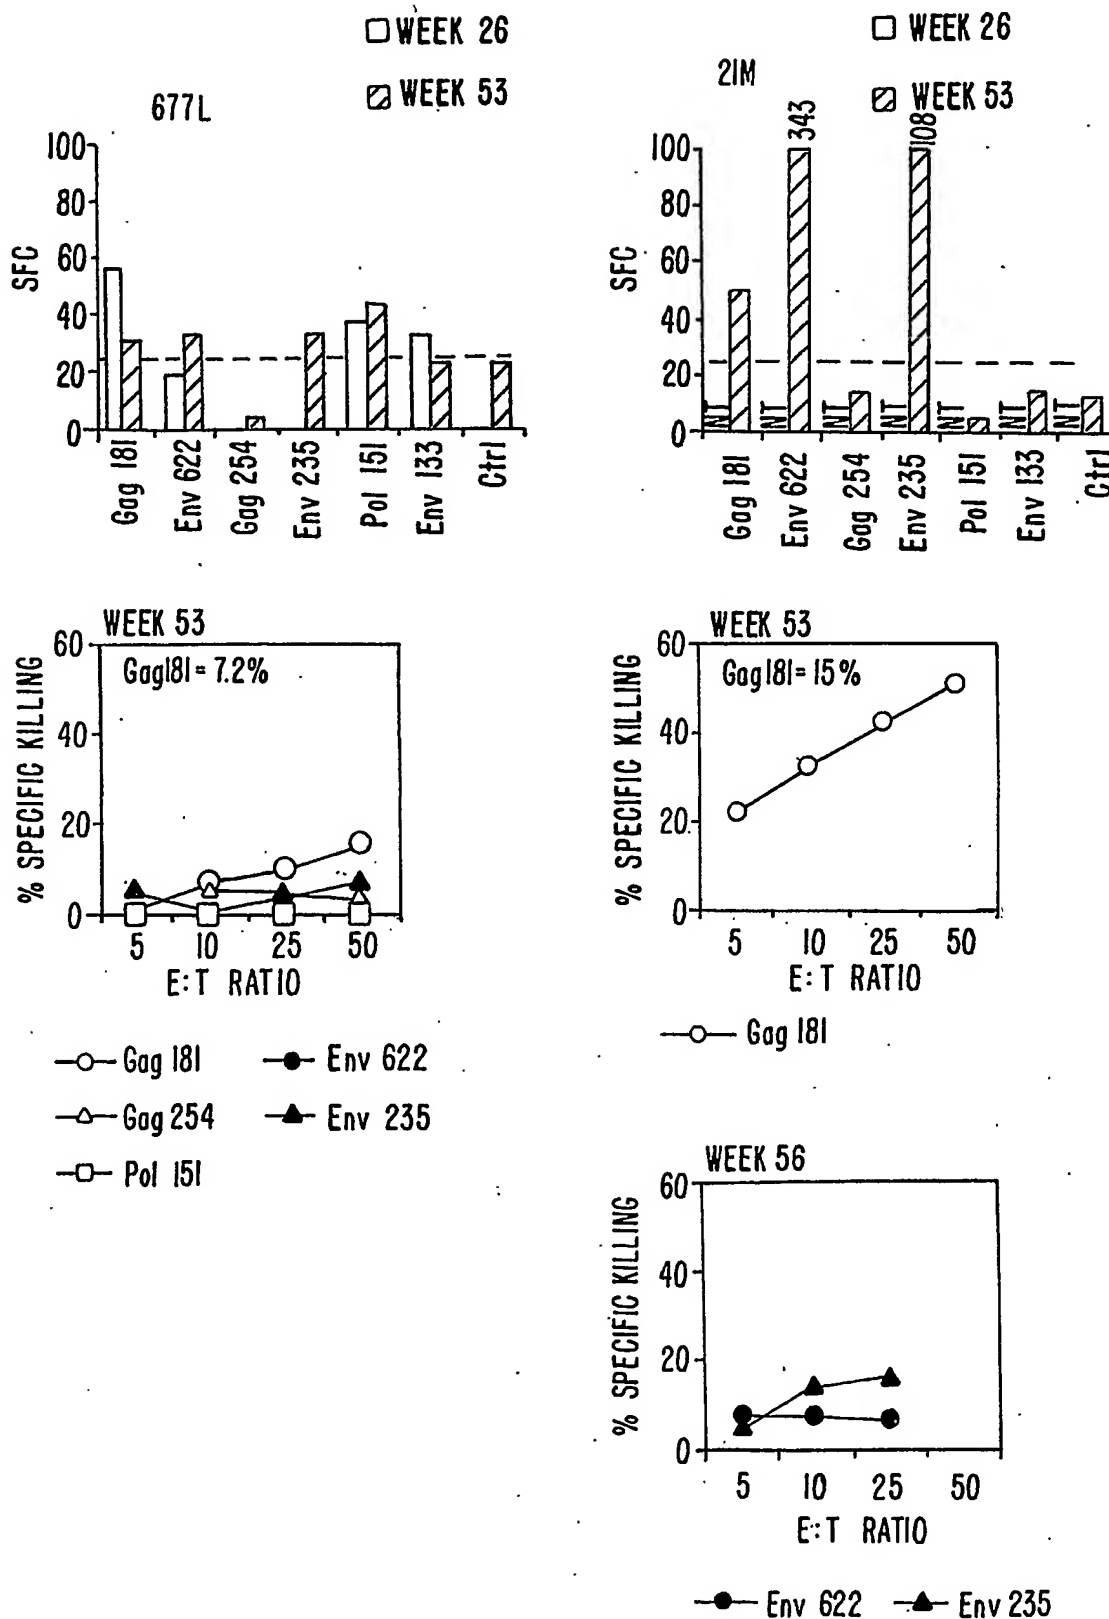 WEEK 26
WEEK 53
677L
100
80
60
40
20
0
SFC
Gag 181
Env 622
Gag 254
Env 235
Pol 151
Env 133
Ctrl
WEEK 26
WEEK 53
21M
343
108
100
80
60
40
20
0
SFC
NT NT NT NT NT NT NT
Gag 181
Env 622
Gag 254
Env 235
Pol 151
Env 133
Ctrl
WEEK 53
Gag181= 7.2%
60
40
20
0
% SPECIFIC KILLING
5 10 25 50
E:T RATIO
Gag 181
Env 622
Gag 254
Env 235
Pol 151
WEEK 53
Gag181= 15%
60
40
20
0
% SPECIFIC KILLING
5 10 25 50
E:T RATIO
Gag 181
WEEK 56
60
40
20
0
% SPECIFIC KILLING
5 10 25 50
E:T RATIO
Env 622 Env 235